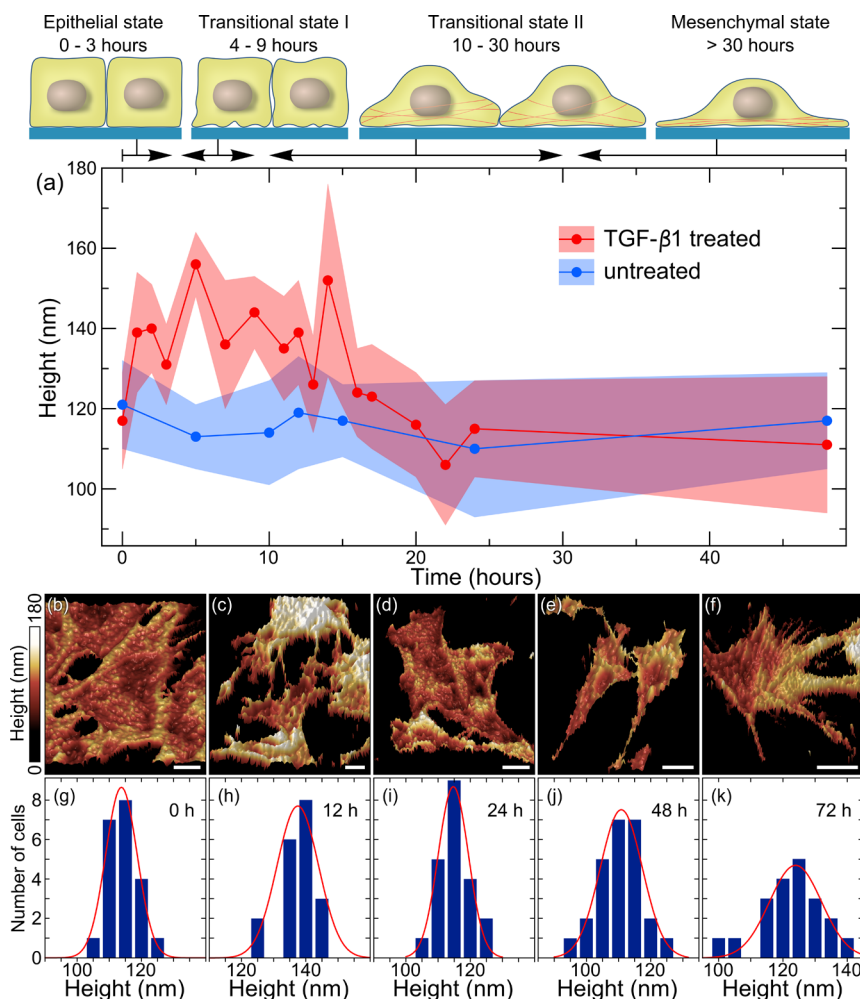 Epithelial state
0 - 3 hours
Transitional state I
4 - 9 hours
Transitional state II
10 - 30 hours
Mesenchymal state
> 30 hours
(a)
180
160
140
120
100
Height (nm)
TGF-β1 treated
untreated
0
10
20
30
40
Time (hours)
Height (nm)
180
0
(b)
(c)
(d)
(e)
(f)
Number of cells
8
6
4
2
0
(g)
0 h
(h)
12 h
(i)
24 h
(j)
48 h
(k)
72 h
100 120
120 140
100 120
100 120
100 120 140
Height (nm)
Height (nm)
Height (nm)
Height (nm)
Height (nm)